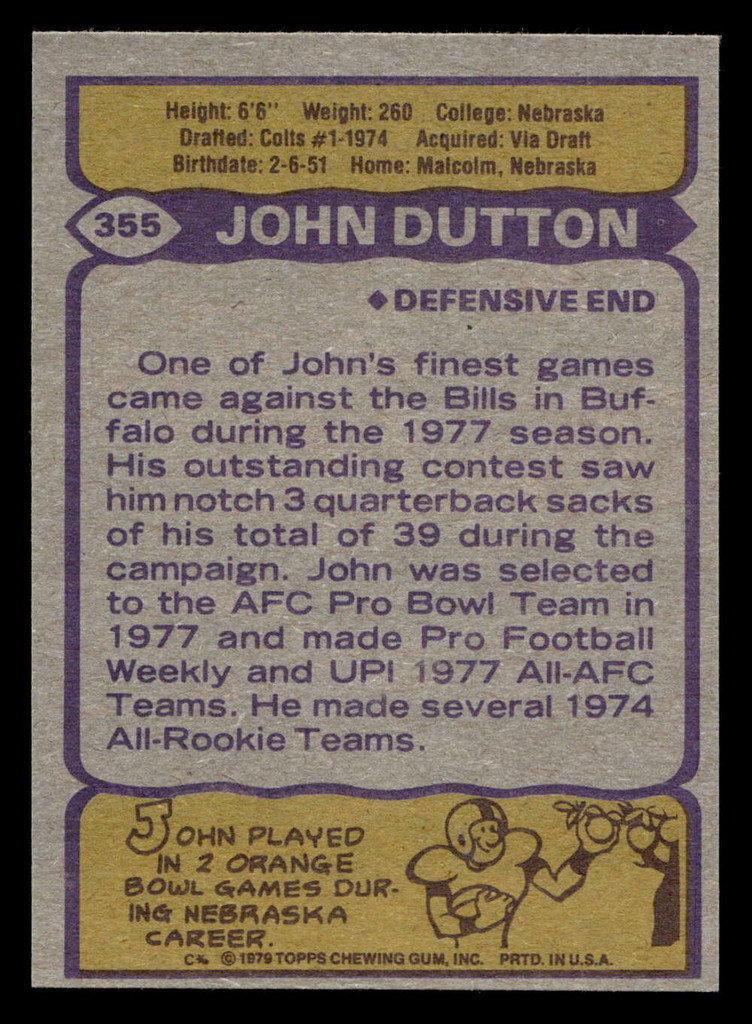 Height: 6'6" Weight: 260 College: Nebraska
Drafted: Colts #1-1974 Acquired: Via Draft
Birthdate: 2-6-51 Home: Malcolm, Nebraska
355 JOHN DUTTON
◆ DEFENSIVE END
One of John's finest games
came against the Bills in Buf-
falo during the 1977 season.
His outstanding contest saw
him notch 3 quarterback sacks
of his total of 39 during the
campaign. John was selected
to the AFC Pro Bowl Team in
1977 and made Pro Football
Weekly and UPI 1977 All-AFC
Teams. He made several 1974
All-Rookie Teams.
JOHN PLAYED
IN 2 ORANGE
BOWL GAMES DUR-
ING NEBRASKA
CAREER.
© 1979 TOPPS CHEWING GUM, INC. PRTD. IN U.S.A.